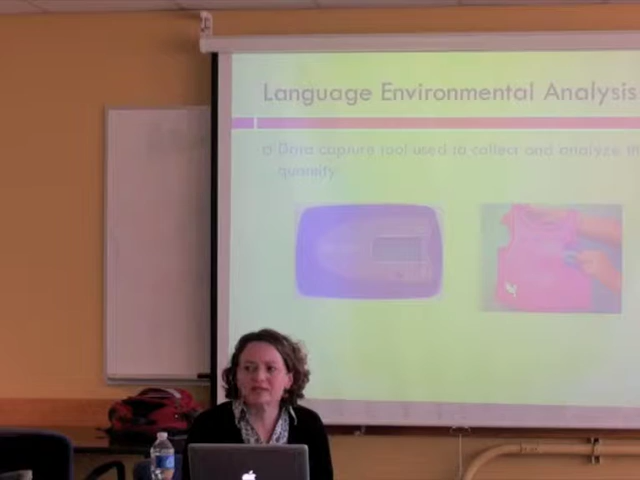 Language Environmental Analysis
Data capture tool used to collect and analyze
quantity